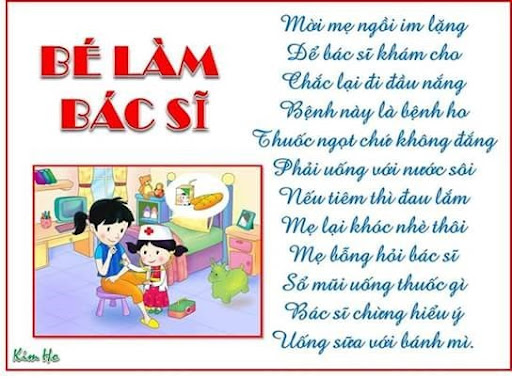 BÉ LÀM
BÁC SĨ
Mời mẹ ngồi im lặng
Để bác sĩ khám cho
Chắc lại đi đầu nắng
Bệnh này là bệnh ho
Thuốc ngọt chứ không đắng
Phải uống với nước sôi
Nếu tiêm thì đau lắm
Mẹ lại khóc nhè thôi
Mẹ bỗng hỏi bác sĩ
Sổ mũi uống thuốc gì
Bác sĩ chừng hiểu ý
Uống sữa với bánh mì.
Kim Ho